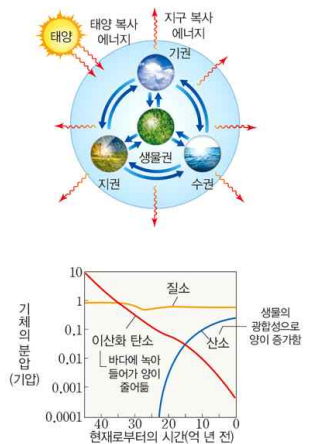 태양
태양 복사
에너지
지구 복사
에너지
기권
생물권
지권
수권
기
체
의
분
압
(기압)
10
1
0.1
0.01
0.001
0.0001
질소
이산화 탄소
바다에 녹아
들어가 양이
줄어듦
산소
생물의
광합성으로
양이 증가함
40 30 20 10 0
현재로부터의 시간(억 년 전)